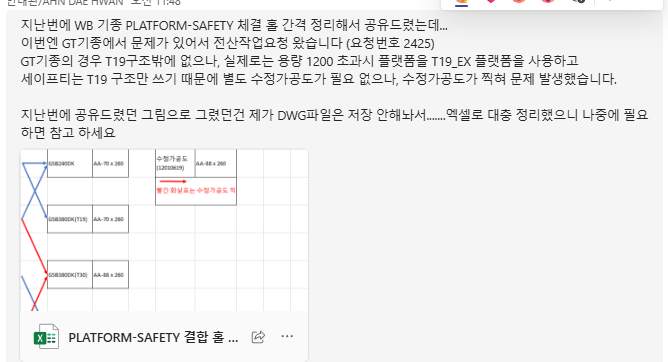 안대환/AHN DAE HWAN 오전 11:48
지난번에 WB 기종 PLATFORM-SAFETY 체결 홀 간격 정리해서 공유드렸는데...
이번엔 GT기종에서 문제가 있어서 전산작업요청 왔습니다 (요청번호 2425)
GT기종의 경우 T19구조밖에 없으나, 실제로는 용량 1200 초과시 플랫폼을 T19_EX 플랫폼을 사용하고
세이프티는 T19 구조만 쓰기 때문에 별도 수정가공도가 필요 없으나, 수정가공도가 찍혀 문제 발생했습니다.
지난번에 공유드렸던 그림으로 그렸던건 제가 DWG파일은 저장 안해놔서.......엑셀로 대충 정리했으니 나중에 필요
하면 참고 하세요
GSB280DK AA-70 x 260
수정가공도
(12010619) AA-88 x 260
빨간 화살표는 수정가공도 적
GSB380DK(T19) AA-70 x 260
GSB380DK(T30) AA-88 x 260
PLATFORM-SAFETY 결합 홀 ...